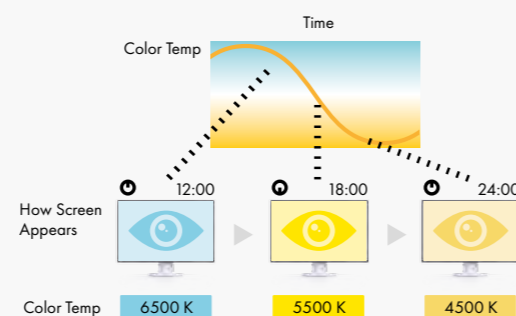 Time
Color Temp
12:00
18:00
24:00
How Screen
Appears
Color Temp
6500 K
5500 K
4500 K